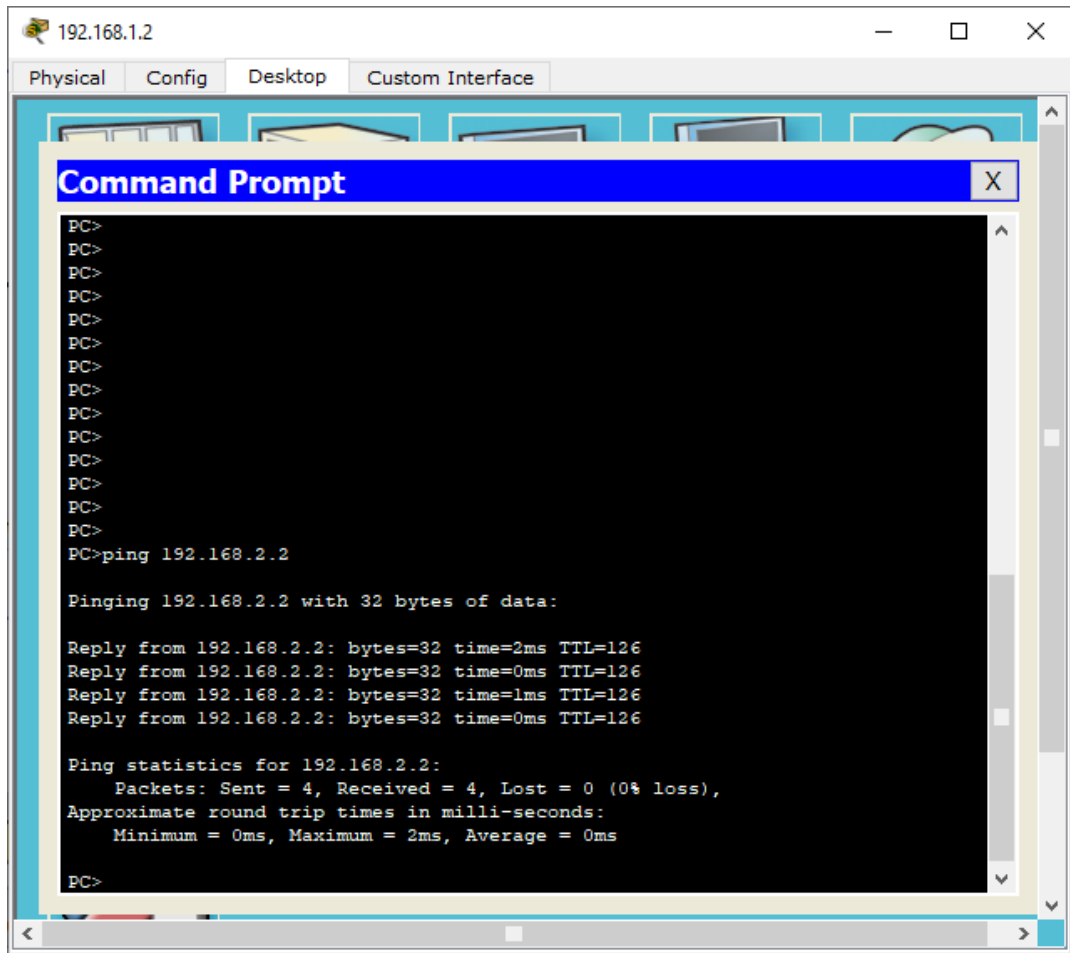 192.168.1.2
Physical Config Desktop Custom Interface
Command Prompt X
PC>
PC>
PC>
PC>
PC>
PC>
PC>
PC>
PC>
PC>
PC>
PC>
PC>
PC>
PC>ping 192.168.2.2
Pinging 192.168.2.2 with 32 bytes of data:
Reply from 192.168.2.2: bytes=32 time=2ms TTL=126
Reply from 192.168.2.2: bytes=32 time=0ms TTL=126
Reply from 192.168.2.2: bytes=32 time=1ms TTL=126
Reply from 192.168.2.2: bytes=32 time=0ms TTL=126
Ping statistics for 192.168.2.2:
Packets: Sent = 4, Received = 4, Lost = 0 (0% loss),
Approximate round trip times in milli-seconds:
Minimum = 0ms, Maximum = 2ms, Average = 0ms
PC>